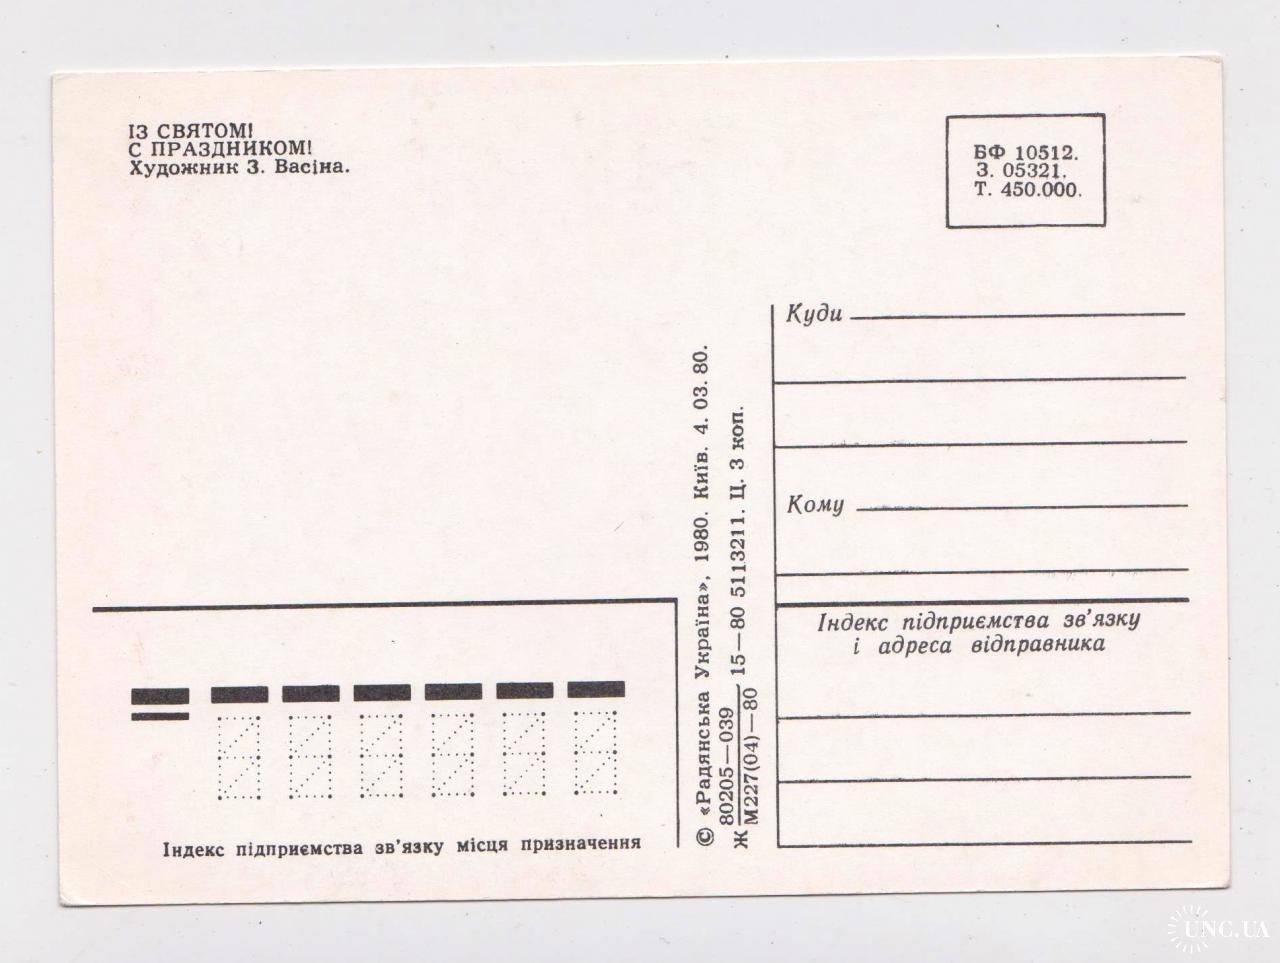 ІЗ СВЯТОМ!
С ПРАЗДНИКОМ!
Художник З. Васіна.
БФ 10512.
З. 05321.
Т. 450.000.
Куди
Кому
Індекс підприємства зв'язку
і адреса відправника
© «Радянська Україна», 1980. Київ. 4. 03. 80.
Ж 80205—039 15—80 5113211. Ц. 3 коп.
М227(04)—80
Індекс підприємства зв'язку місця призначення
UNC.UA